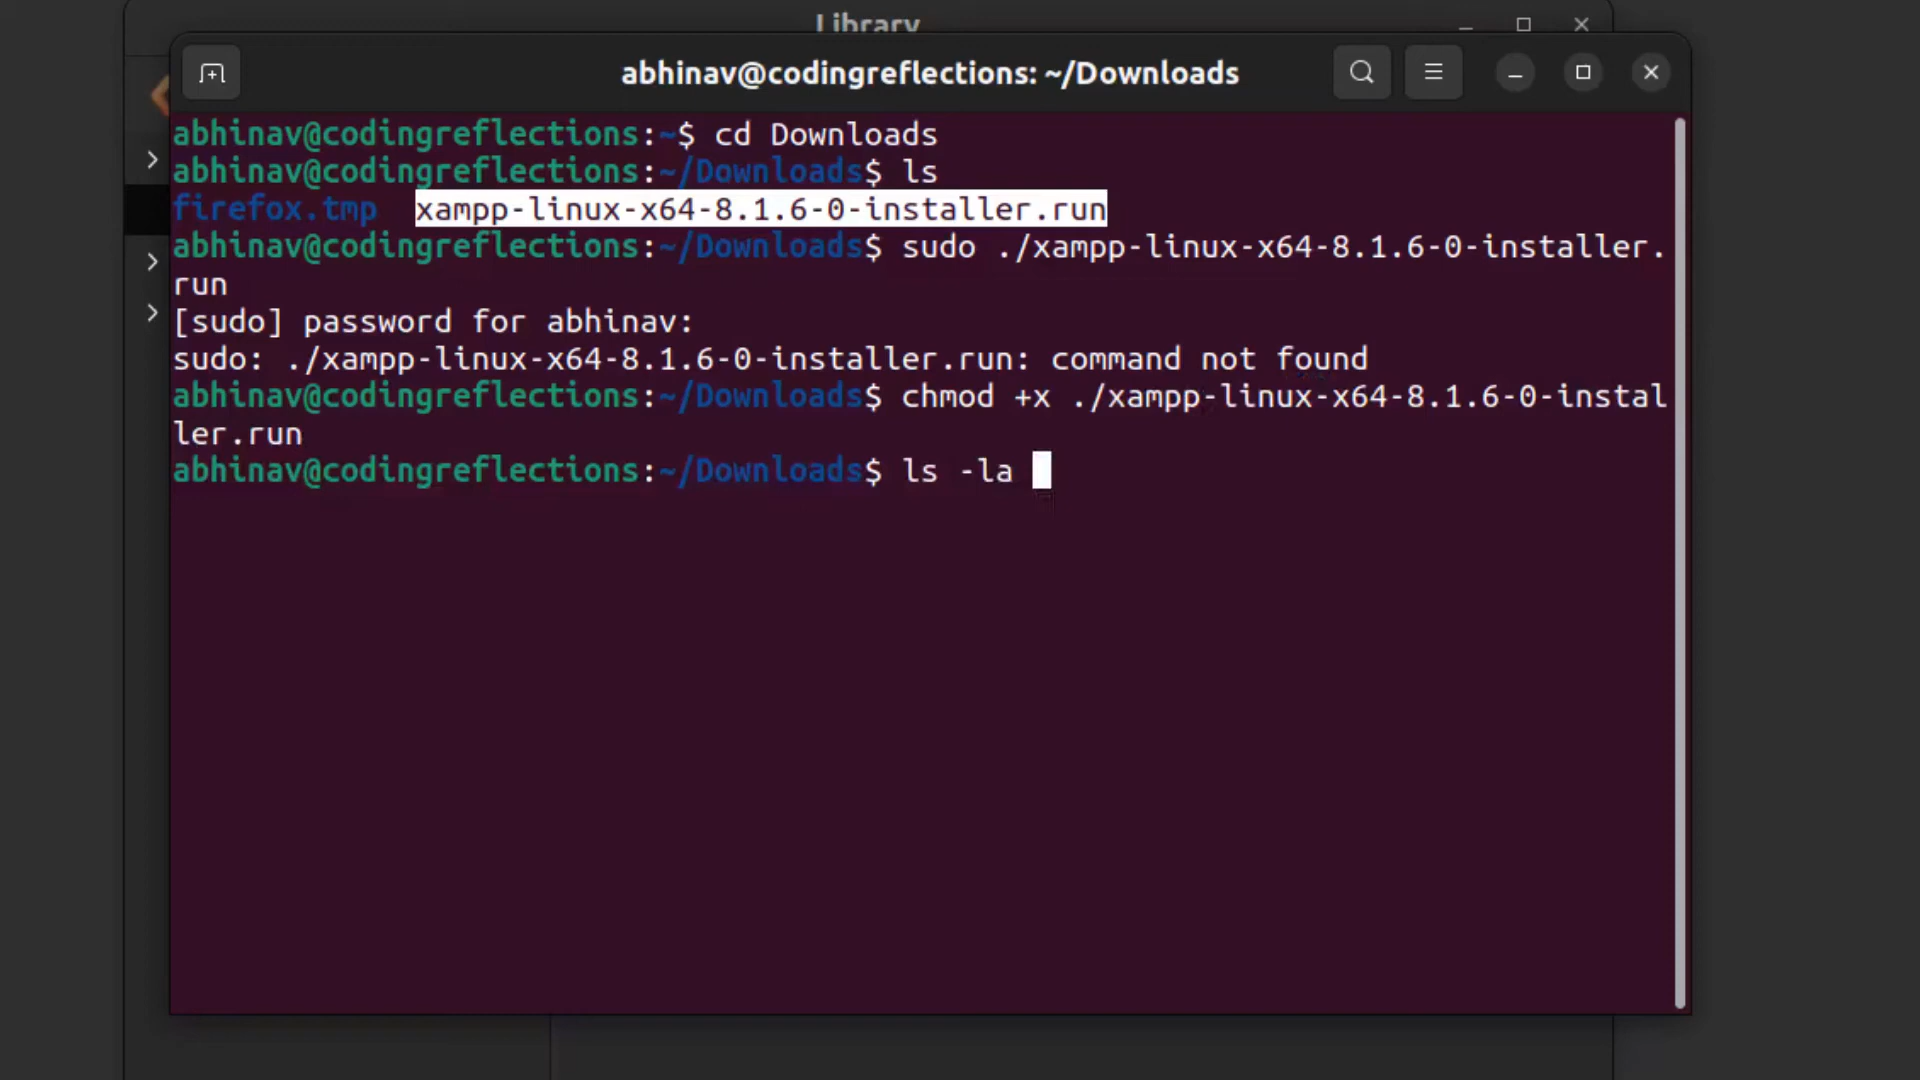 Library
abhinav@codingreflections: ~/Downloads
abhinav@codingreflections:~$ cd Downloads
abhinav@codingreflections:~/Downloads$ ls
firefox.tmp  xampp-linux-x64-8.1.6-0-installer.run
abhinav@codingreflections:~/Downloads$ sudo ./xampp-linux-x64-8.1.6-0-installer.
run
[sudo] password for abhinav:
sudo: ./xampp-linux-x64-8.1.6-0-installer.run: command not found
abhinav@codingreflections:~/Downloads$ chmod +x ./xampp-linux-x64-8.1.6-0-instal
ler.run
abhinav@codingreflections:~/Downloads$ ls -la